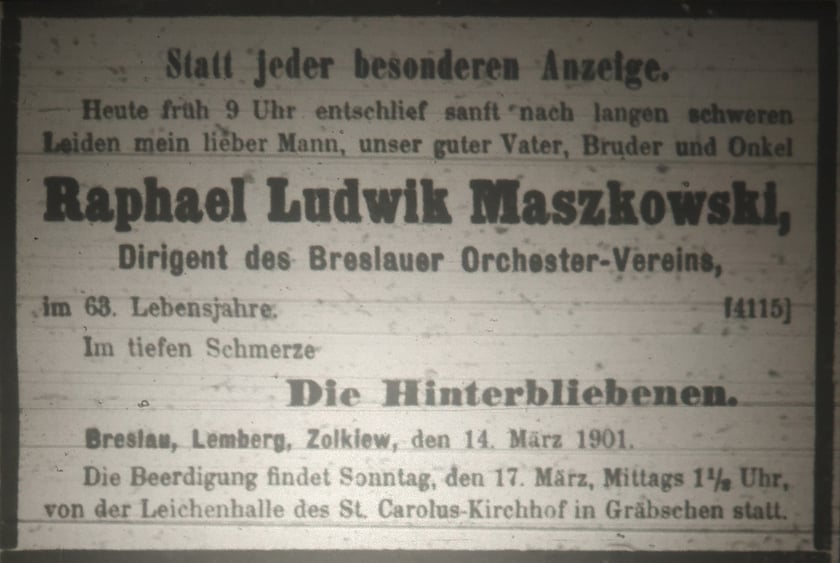 Statt jeder besonderen Anzeige.
Heute früh 9 Uhr entschlief sanft nach langen schweren
Leiden mein lieber Mann, unser guter Vater, Bruder und Onkel
Raphael Ludwik Maszkowski,
Dirigent des Breslauer Orchester-Vereins,
im 63. Lebensjahre. [4115]
Im tiefen Schmerze
Die Hinterbliebenen.
Breslau, Lemberg, Zolkiew, den 14. März 1901.
Die Beerdigung findet Sonntag, den 17. März, Mittags 1½ Uhr,
von der Leichenhalle des St. Carolus-Kirchhof in Gräbschen statt.